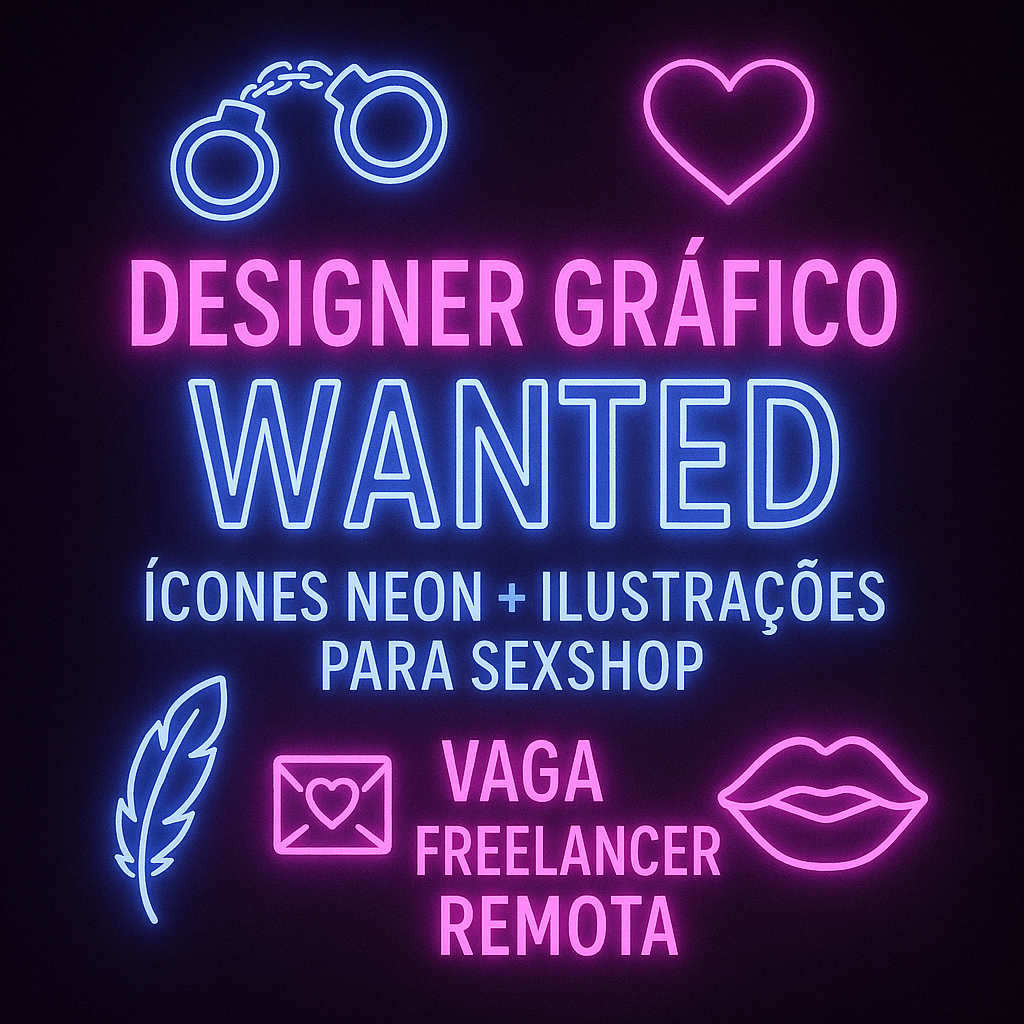 DESIGNER GRÁFICO
WANTED
ÍCONES NEON + ILUSTRAÇÕES
PARA SEXSHOP
VAGA
FREELANCER
REMOTA